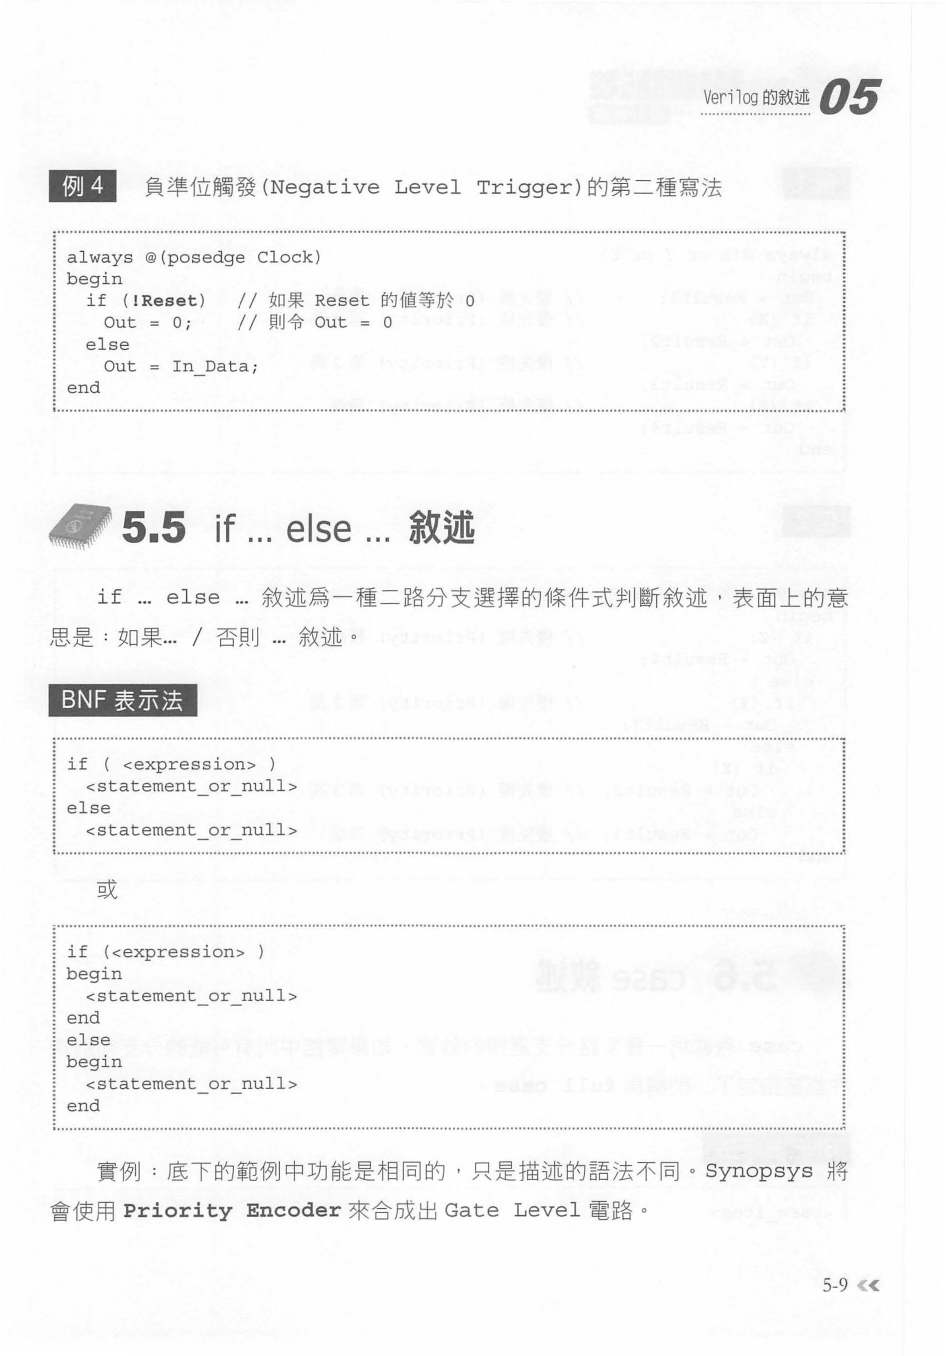 Verilog 的敘述 05
例 4 負準位觸發(Negative Level Trigger)的第二種寫法
always @(posedge Clock)
begin
if (!Reset) // 如果 Reset 的值等於 0
Out = 0; // 則令 Out = 0
else
Out = In_Data;
end
5.5 if … else … 敘述
if … else … 敘述為一種二路分支選擇的條件式判斷敘述，表面上的意
思是：如果… / 否則 … 敘述。
BNF 表示法
if ( <expression> )
<statement_or_null>
else
<statement_or_null>
或
if (<expression> )
begin
<statement_or_null>
end
else
begin
<statement_or_null>
end
實例：底下的範例中功能是相同的，只是描述的語法不同。Synopsys 將
會使用 Priority Encoder 來合成出 Gate Level 電路。
5-9 <<